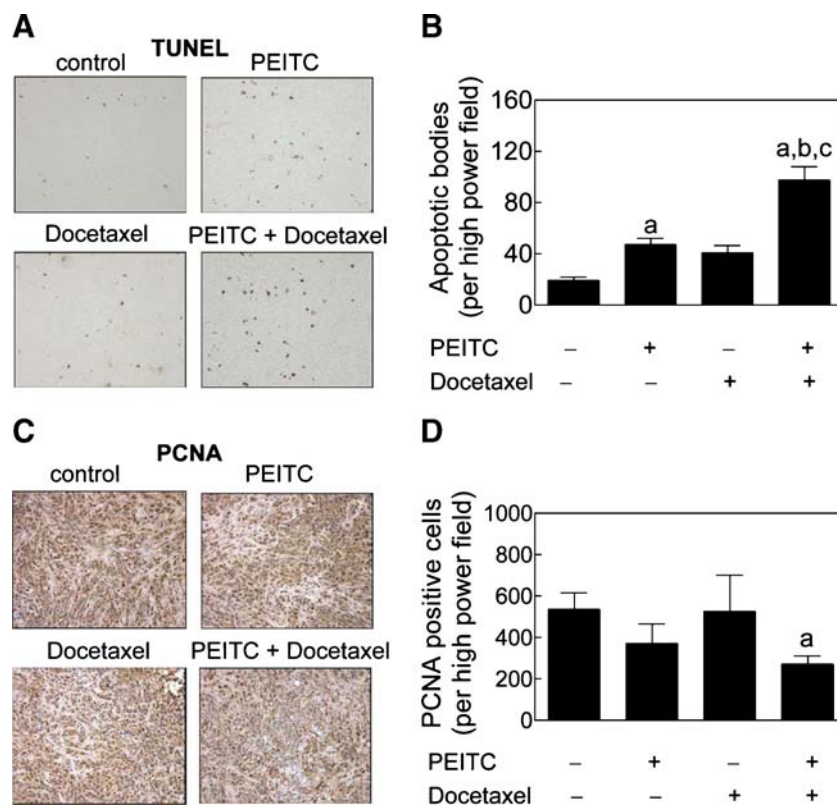 A
TUNEL
control PEITC
Docetaxel PEITC + Docetaxel
B
Apoptotic bodies
(per high power field)
160
120
80
40
0
a
a,b,c
PEITC – + – +
Docetaxel – – + +
C
PCNA
control PEITC
Docetaxel PEITC + Docetaxel
D
PCNA positive cells
(per high power field)
1000
800
600
400
200
0
a
PEITC – + – +
Docetaxel – – + +